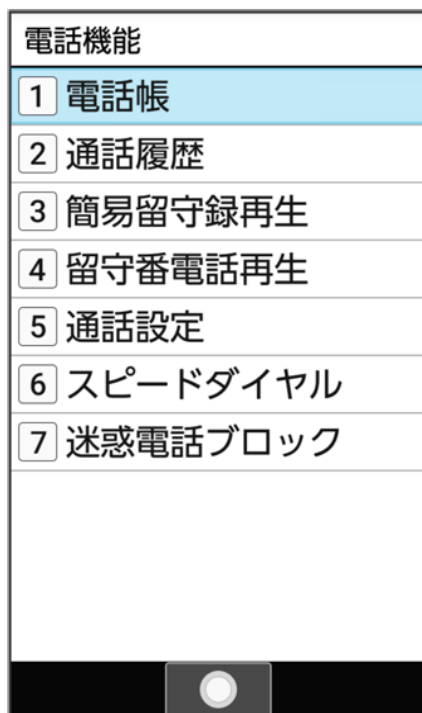 電話機能
1 電話帳
2 通話履歴
3 簡易留守録再生
4 留守番電話再生
5 通話設定
6 スピードダイヤル
7 迷惑電話ブロック